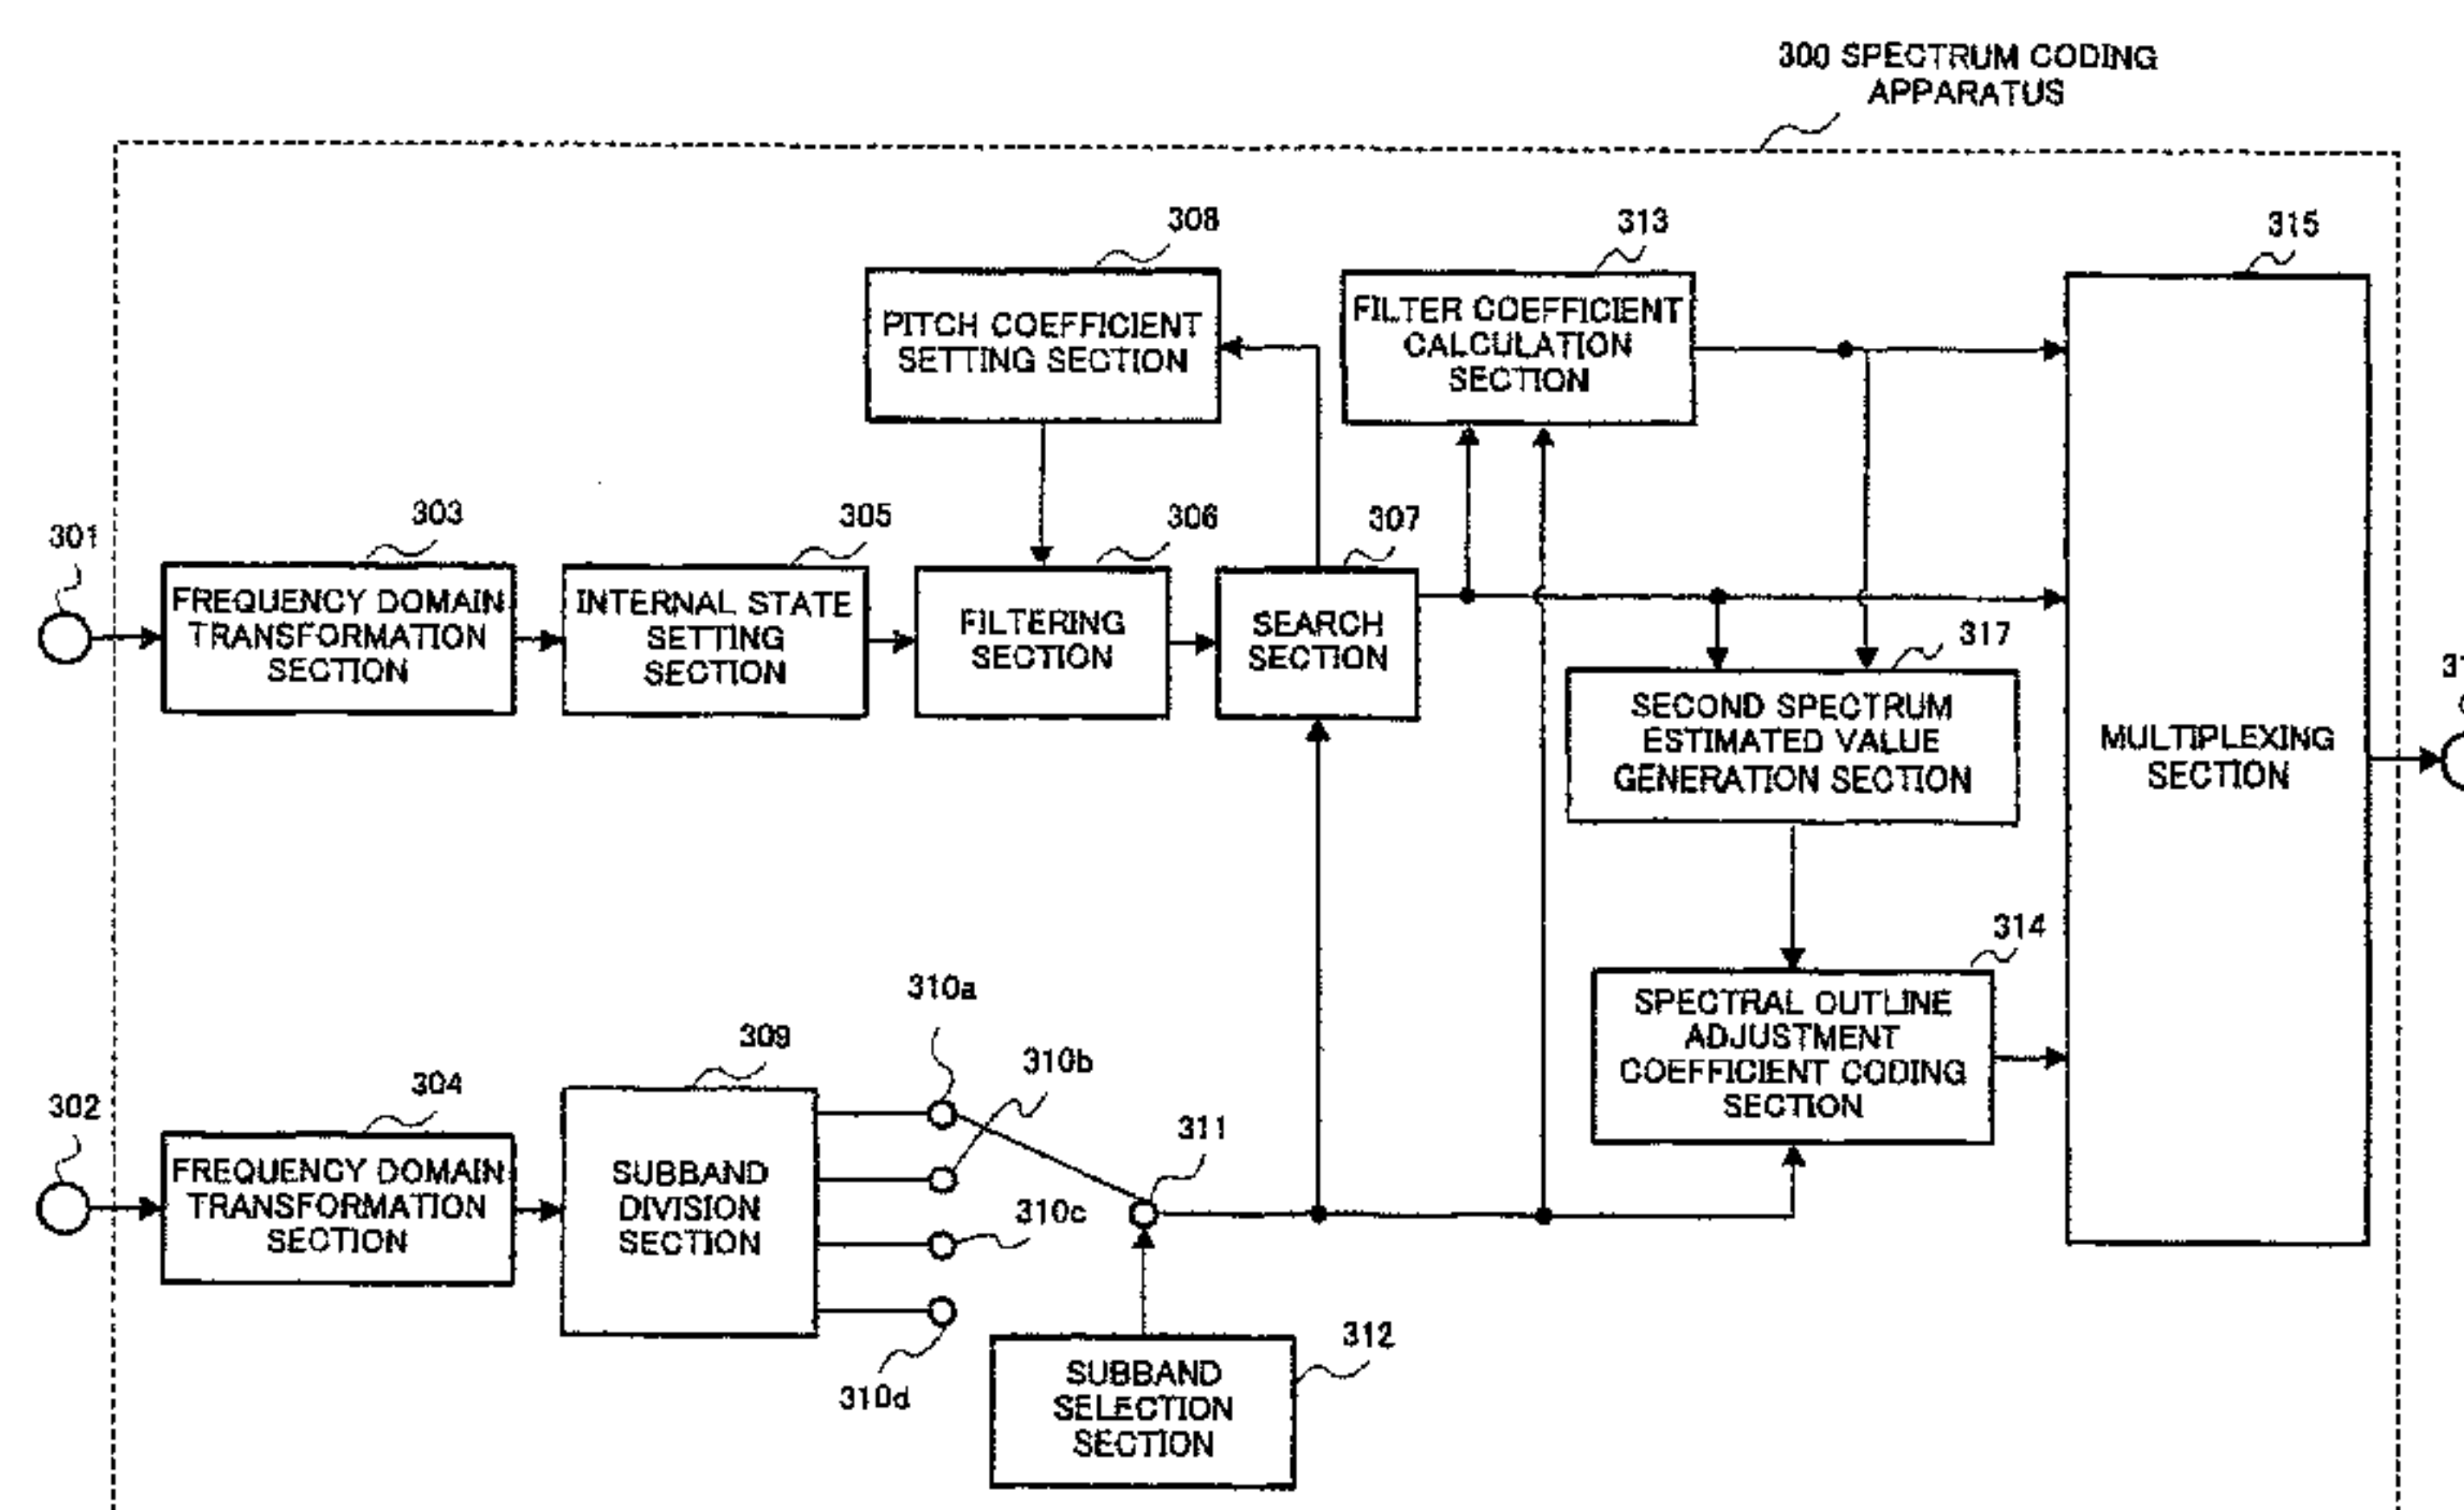 300 SPECTRUM CODING
APPARATUS
308
313
315
PITCH COEFFICIENT
SETTING SECTION
FILTER COEFFICIENT
CALCULATION
SECTION
301
303
305
306
307
FREQUENCY DOMAIN
TRANSFORMATION
SECTION
INTERNAL STATE
SETTING
SECTION
FILTERING
SECTION
SEARCH
SECTION
317
SECOND SPECTRUM
ESTIMATED VALUE
GENERATION SECTION
MULTIPLEXING
SECTION
314
SPECTRAL OUTLINE
ADJUSTMENT
COEFFICIENT CODING
SECTION
302
304
309
310a
310b
310c
310d
311
FREQUENCY DOMAIN
TRANSFORMATION
SECTION
SUBBAND
DIVISION
SECTION
312
SUBBAND
SELECTION
SECTION